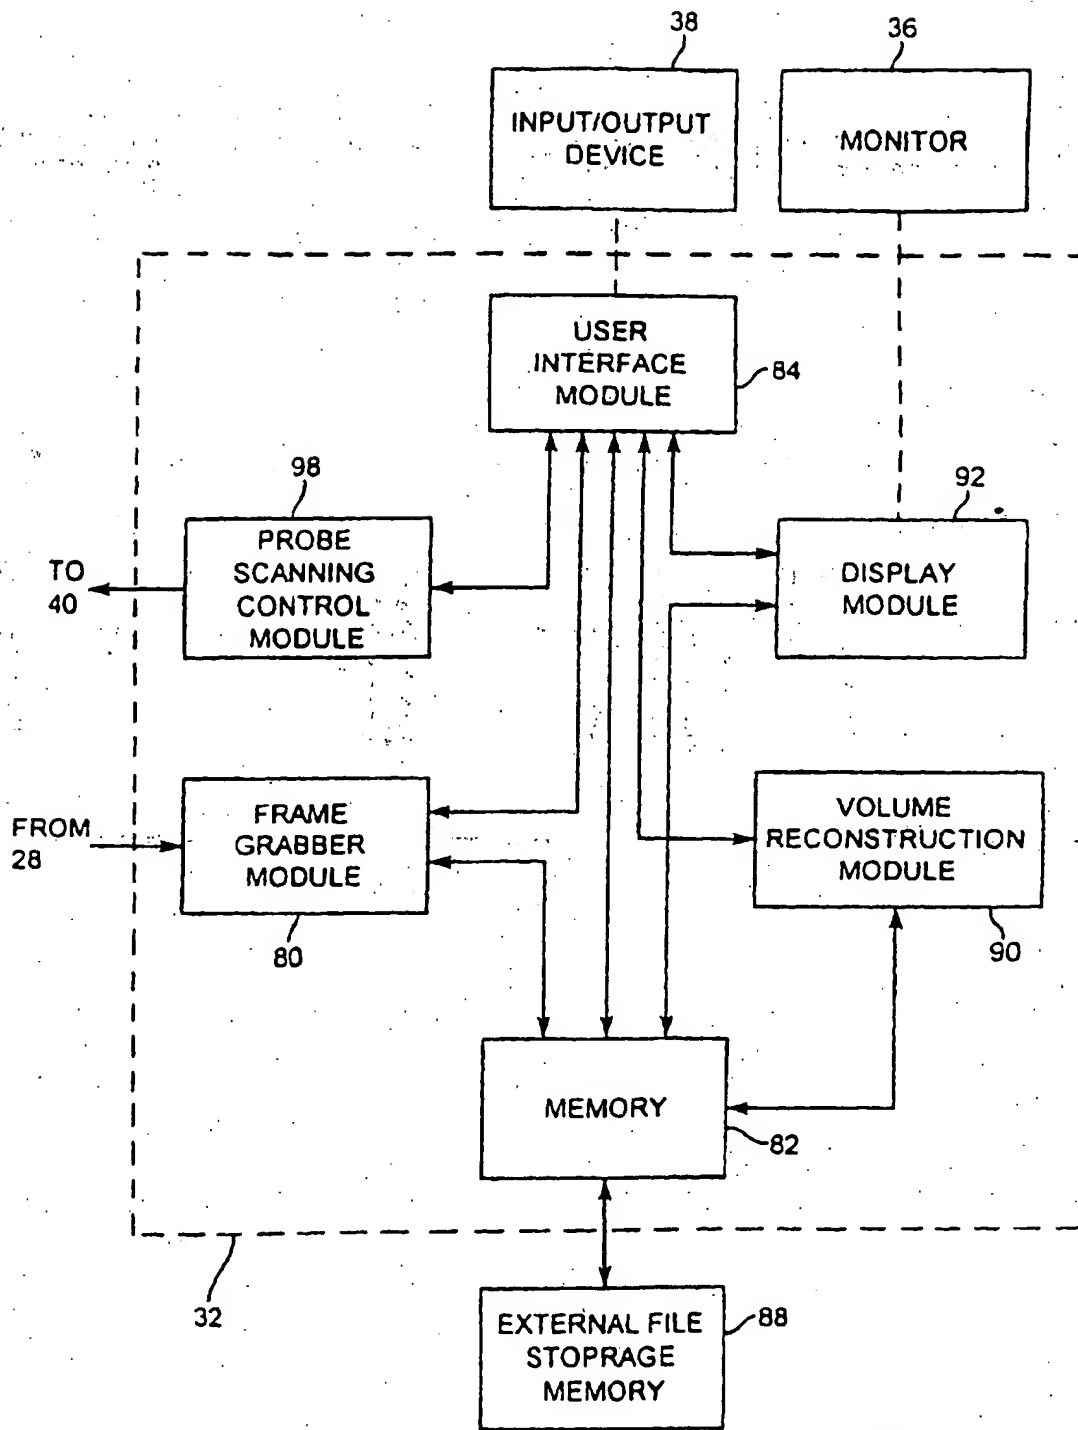 38
36
INPUT/OUTPUT
DEVICE
MONITOR
USER
INTERFACE
MODULE
84
98
92
PROBE
SCANNING
CONTROL
MODULE
TO
40
DISPLAY
MODULE
FROM
28
FRAME
GRABBER
MODULE
80
VOLUME
RECONSTRUCTION
MODULE
90
MEMORY
82
32
EXTERNAL FILE
STOPRAGE
MEMORY
88